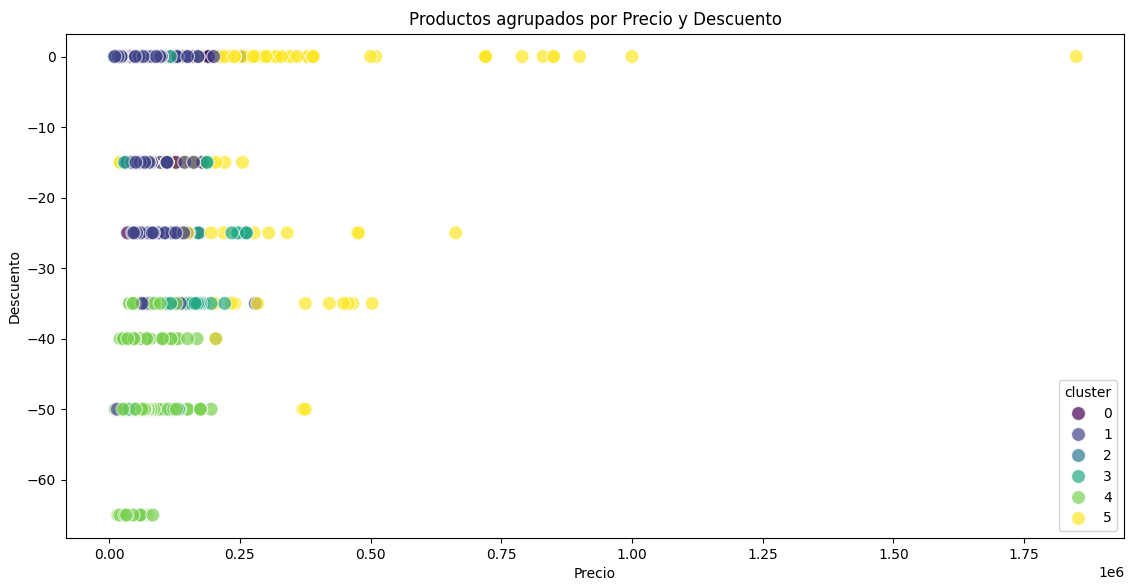 Productos agrupados por Precio y Descuento
Descuento
0
−10
−20
−30
−40
−50
−60
cluster
0
1
2
3
4
5
0.00 0.25 0.50 0.75 1.00 1.25 1.50 1.75
1e6
Precio